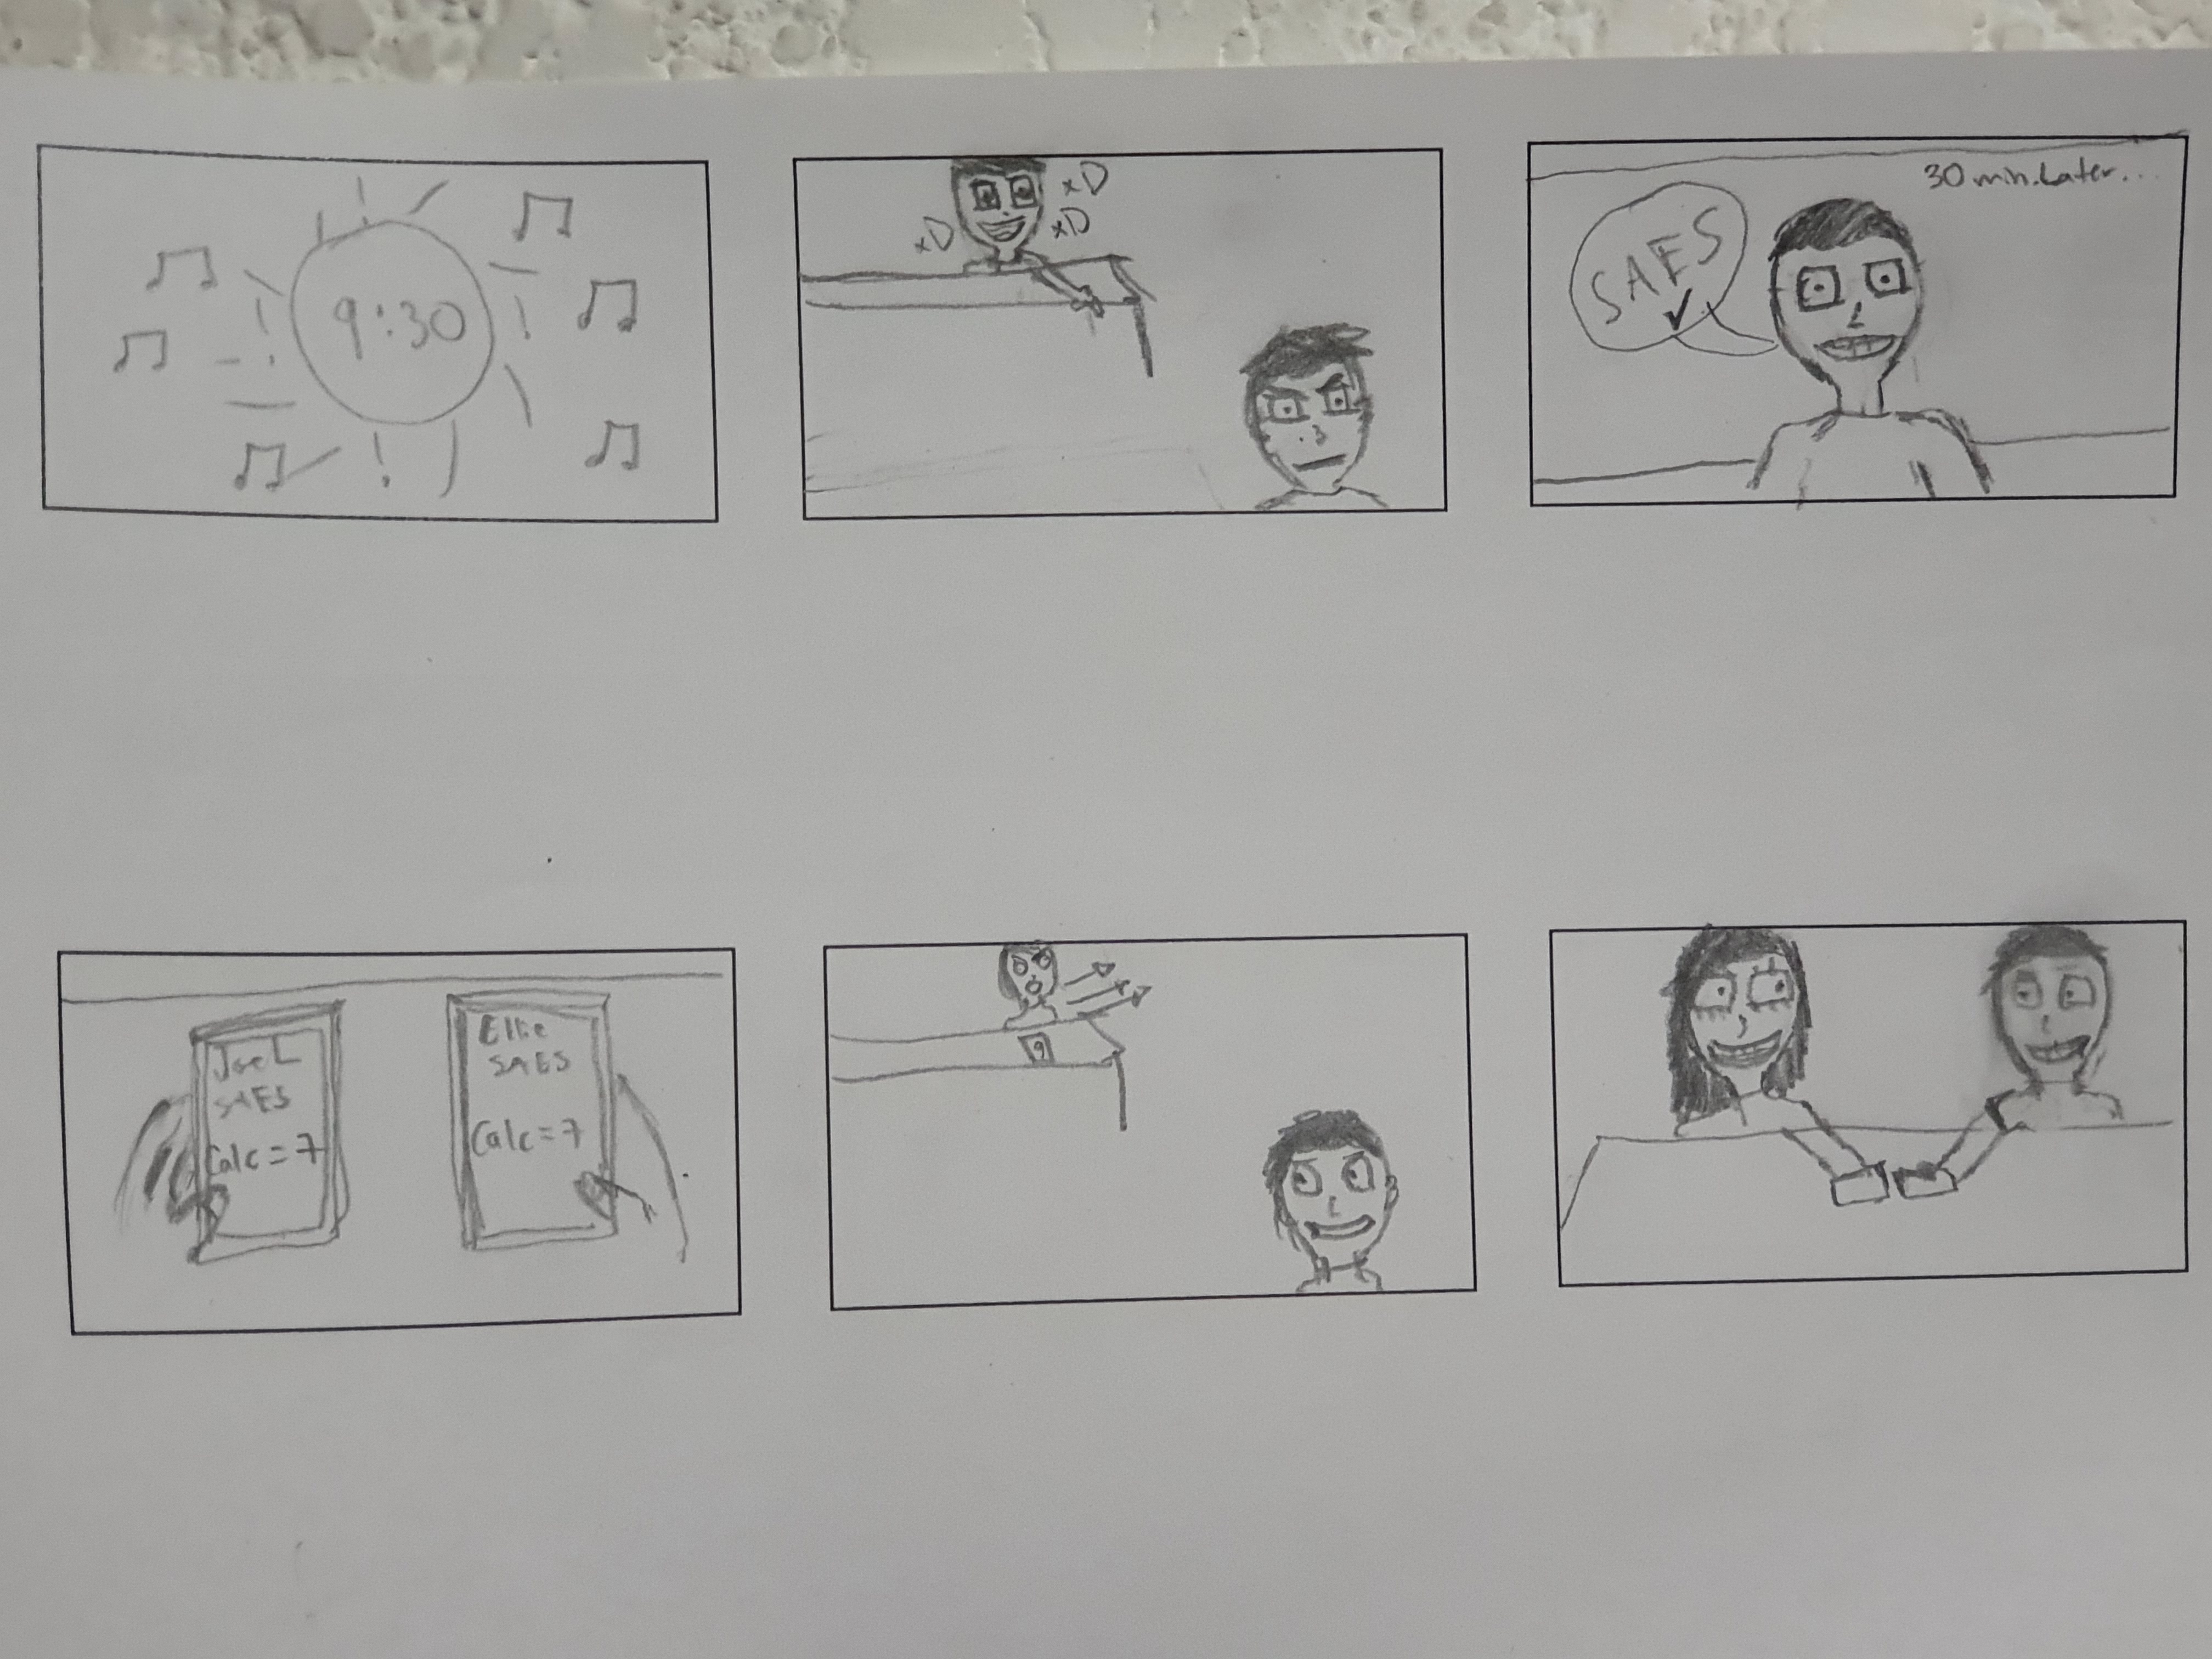 9:30
xD
xD
xD
30 min. Later...
SAES
Joel
SAES
Calc=7
Ellie
SAES
Calc=7
9